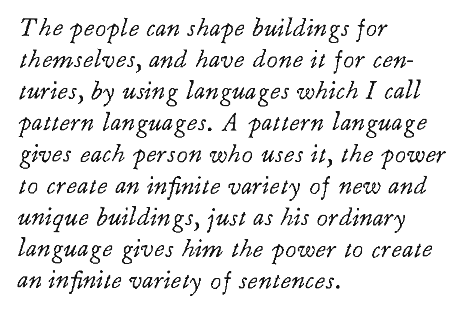 The people can shape buildings for
themselves, and have done it for cen-
turies, by using languages which I call
pattern languages. A pattern language
gives each person who uses it, the power
to create an infinite variety of new and
unique buildings, just as his ordinary
language gives him the power to create
an infinite variety of sentences.